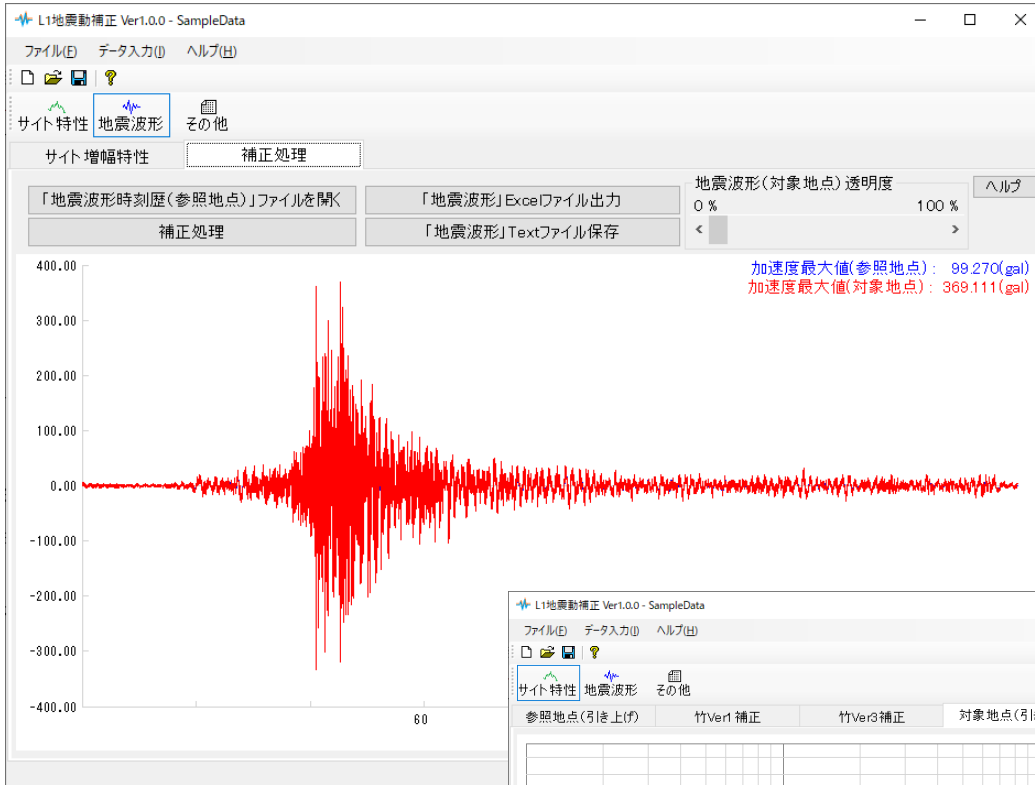 L1地震動補正 Ver1.0.0 - SampleData
ファイル(F) データ入力(I) ヘルプ(H)
サイト特性 地震波形 その他
サイト増幅特性 補正処理
「地震波形時刻歴(参照地点)」ファイルを開く 「地震波形」Excelファイル出力 地震波形(対象地点)透明度 ヘルプ
0 % 100 %
補正処理 「地震波形」Textファイル保存
加速度最大値(参照地点) : 99.270(gal)
加速度最大値(対象地点) : 369.111(gal)
400.00
300.00
200.00
100.00
0.00
-100.00
-200.00
-300.00
-400.00
60
L1地震動補正 Ver1.0.0 - SampleData
ファイル(F) データ入力(I) ヘルプ(H)
サイト特性 地震波形 その他
参照地点(引き上げ) 竹Ver1補正 竹Ver3補正 対象地点(引き